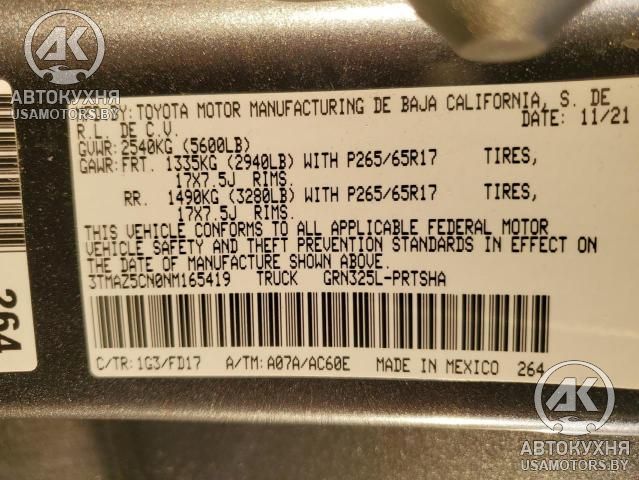 AK
АВТОКУХНЯ
USAMOTORS.BY
BY: TOYOTA MOTOR MANUFACTURING DE BAJA CALIFORNIA, S. DE
R.L. DE C.V.
DATE: 11/21
GVWR: 2540KG (5600LB)
GAWR: FRT. 1335KG (2940LB) WITH P265/65R17 TIRES,
17X7.5J RIMS.
RR. 1490KG (3280LB) WITH P265/65R17 TIRES,
17X7.5J RIMS.
THIS VEHICLE CONFORMS TO ALL APPLICABLE FEDERAL MOTOR
VEHICLE SAFETY AND THEFT PREVENTION STANDARDS IN EFFECT ON
THE DATE OF MANUFACTURE SHOWN ABOVE.
3TMAZ5CN0NM165419 TRUCK GRN325L-PRTSHA
C/TR: 1G3/FD17 A/TM: A07A/AC60E MADE IN MEXICO 264
264
AK
АВТОКУХНЯ
USAMOTORS.BY